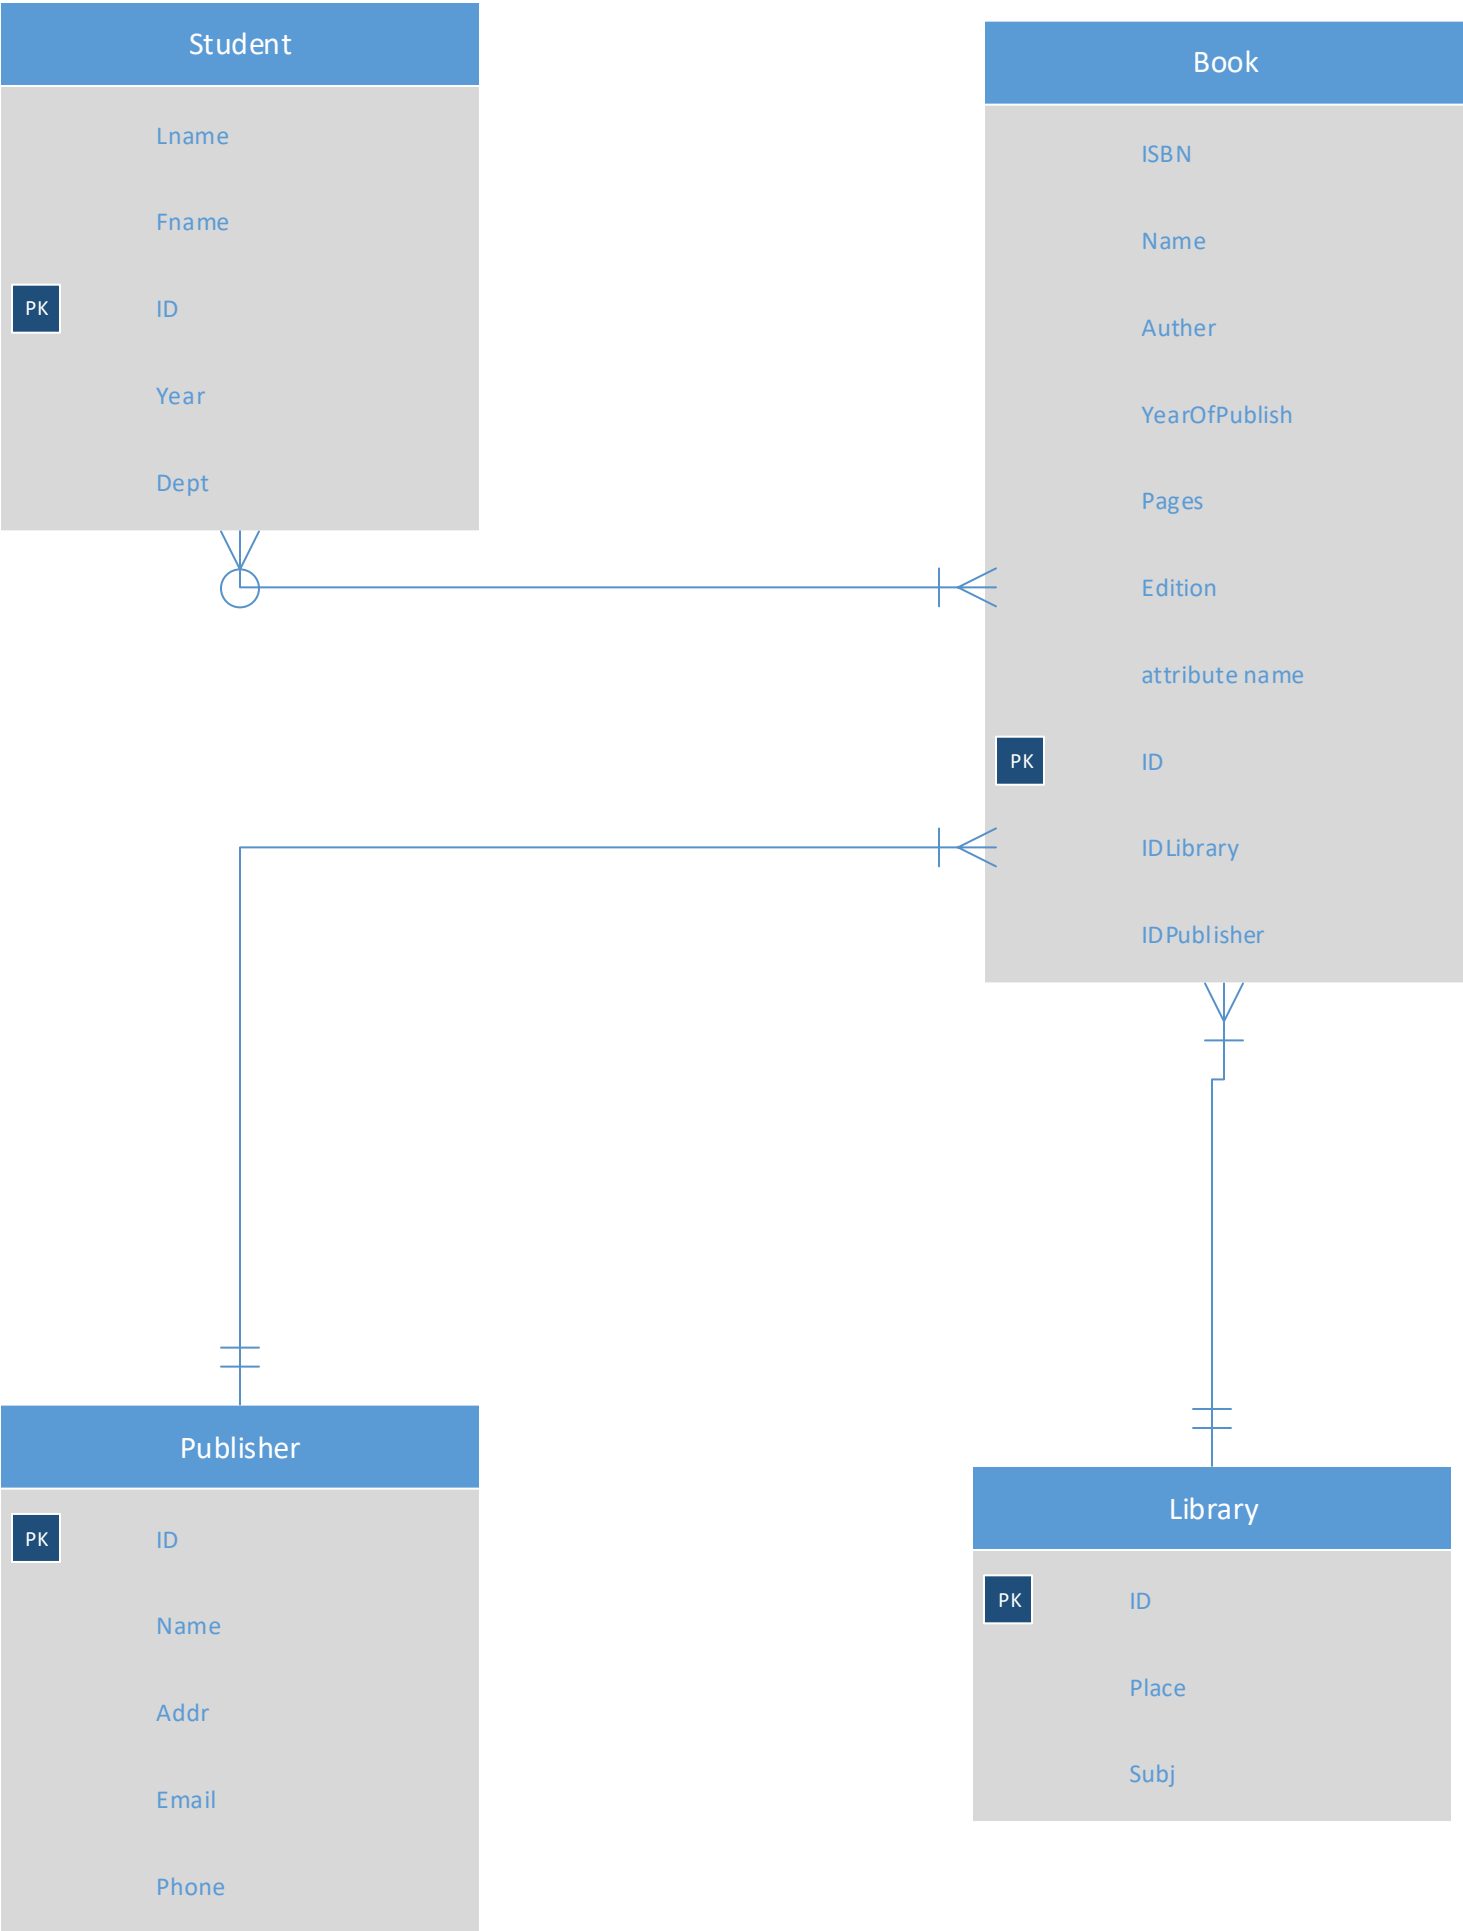 Student
Lname
Fname
PK ID
Year
Dept
Book
ISBN
Name
Auther
YearOfPublish
Pages
Edition
attribute name
PK ID
IDLibrary
IDPublisher
Publisher
PK ID
Name
Addr
Email
Phone
Library
PK ID
Place
Subj